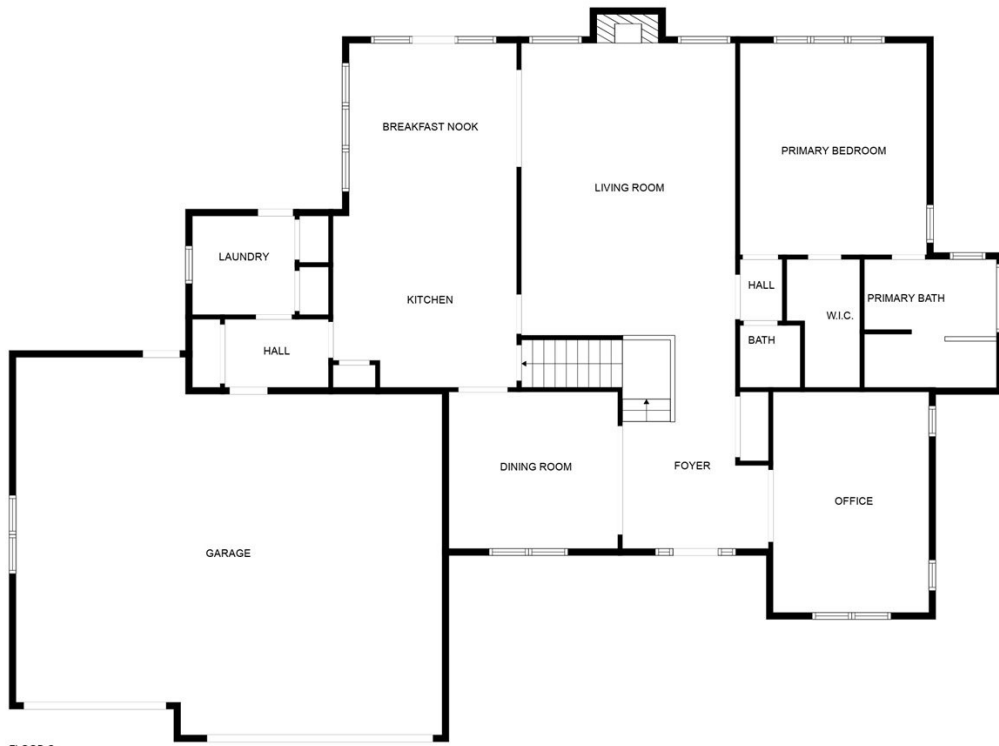 BREAKFAST NOOK
PRIMARY BEDROOM
LIVING ROOM
LAUNDRY
HALL
PRIMARY BATH
KITCHEN
W.I.C.
BATH
HALL
DINING ROOM
FOYER
OFFICE
GARAGE